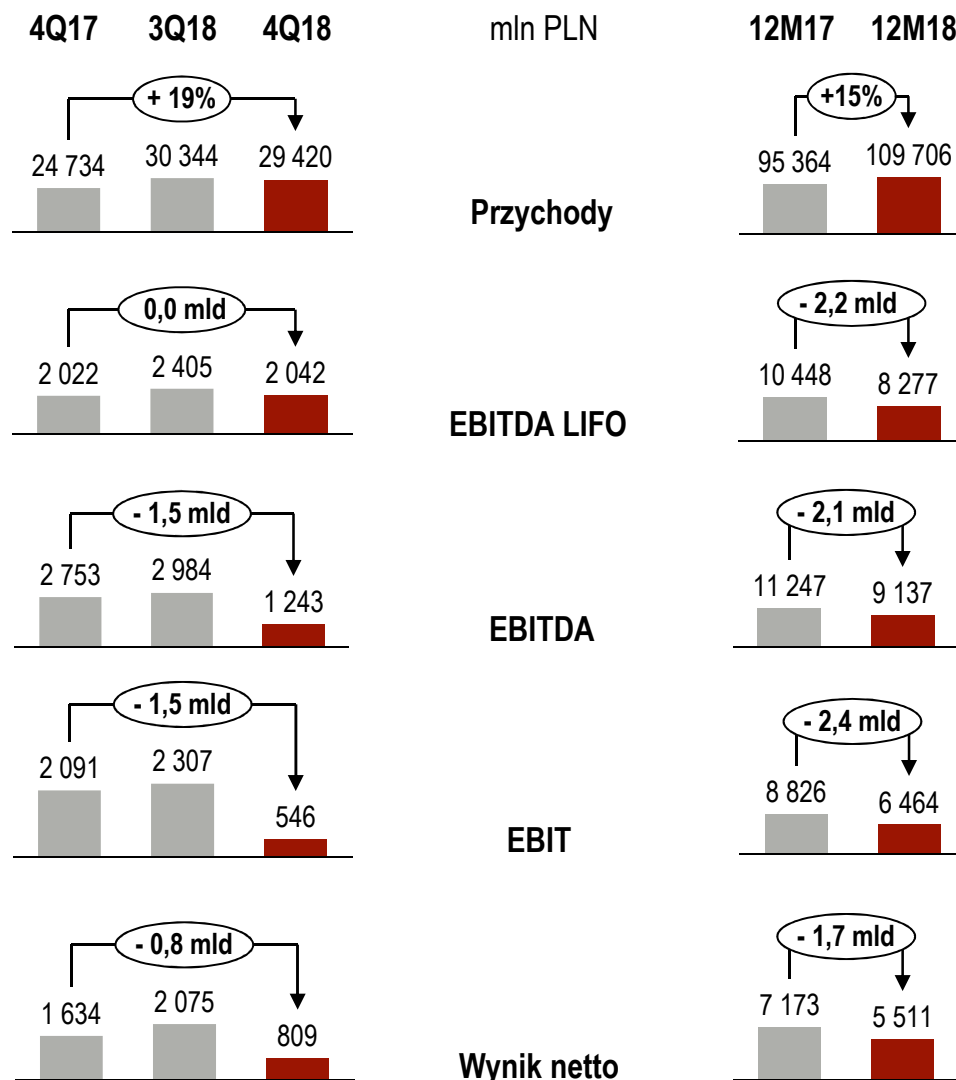 4Q17 3Q18 4Q18 mln PLN 12M17 12M18
+ 19% +15%
24 734 30 344 29 420 95 364 109 706
Przychody
0,0 mld - 2,2 mld
2 022 2 405 2 042 10 448 8 277
EBITDA LIFO
- 1,5 mld - 2,1 mld
2 753 2 984 1 243 11 247 9 137
EBITDA
- 1,5 mld - 2,4 mld
2 091 2 307 546 8 826 6 464
EBIT
- 0,8 mld - 1,7 mld
1 634 2 075 809 7 173 5 511
Wynik netto